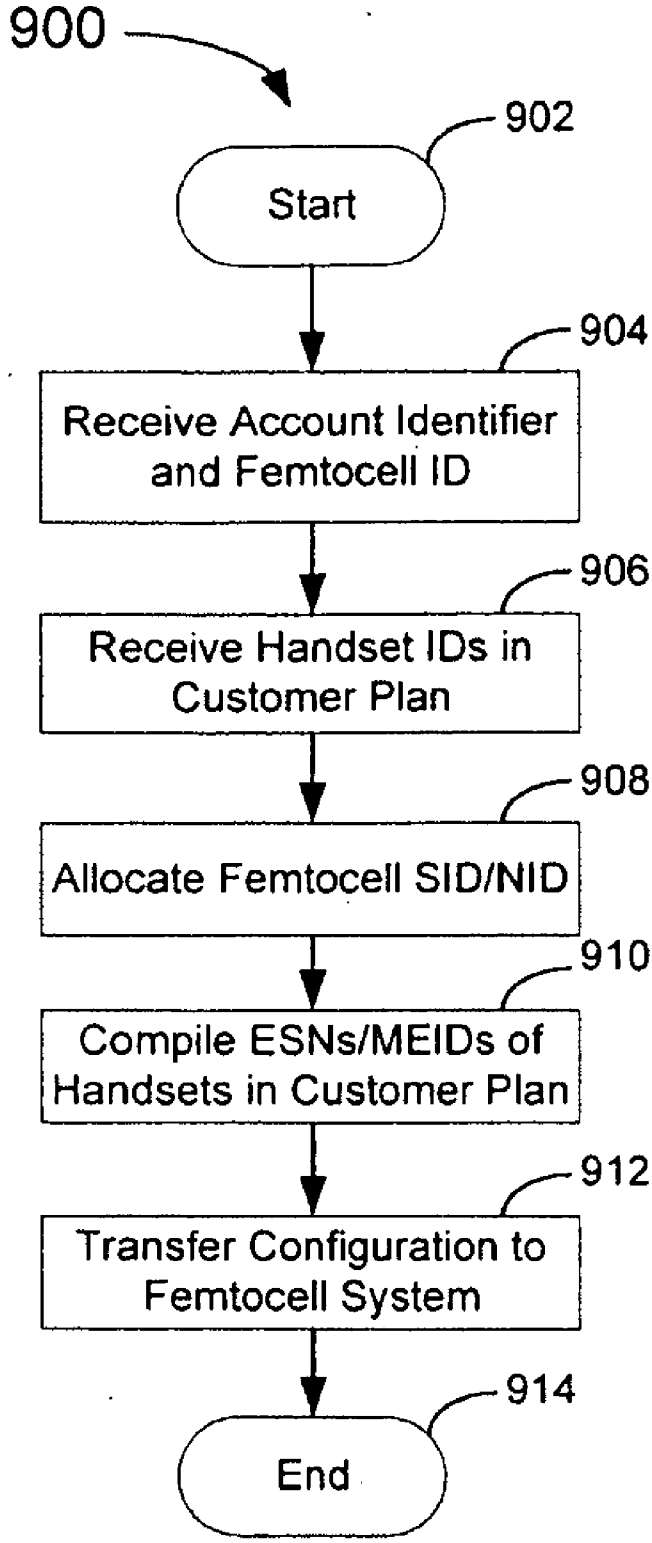 900
902
Start
904
Receive Account Identifier
and Femtocell ID
906
Receive Handset IDs in
Customer Plan
908
Allocate Femtocell SID/NID
910
Compile ESNs/MEIDs of
Handsets in Customer Plan
912
Transfer Configuration to
Femtocell System
914
End